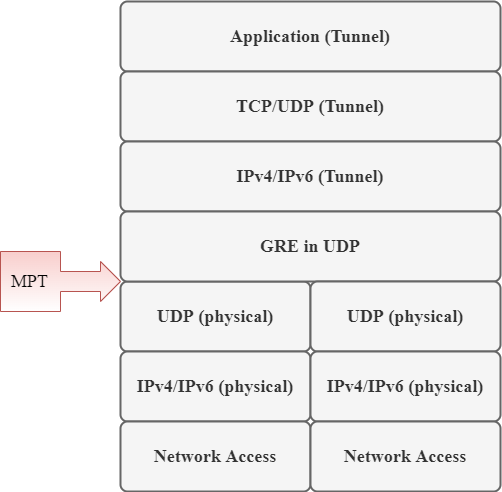 Application (Tunnel)
TCP/UDP (Tunnel)
IPv4/IPv6 (Tunnel)
GRE in UDP
MPT
UDP (physical)
UDP (physical)
IPv4/IPv6 (physical)
IPv4/IPv6 (physical)
Network Access
Network Access